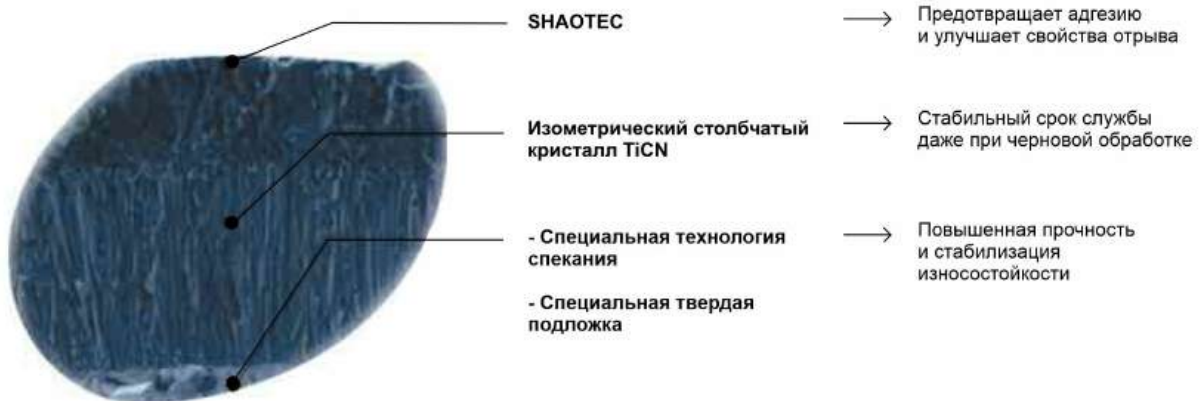 SHAOTEC
Предотвращает адгезию
и улучшает свойства отрыва
Изометрический столбчатый
кристалл TiCN
Стабильный срок службы
даже при черновой обработке
- Специальная технология
спекания
- Специальная твердая
подложка
Повышенная прочность
и стабилизация
износостойкости